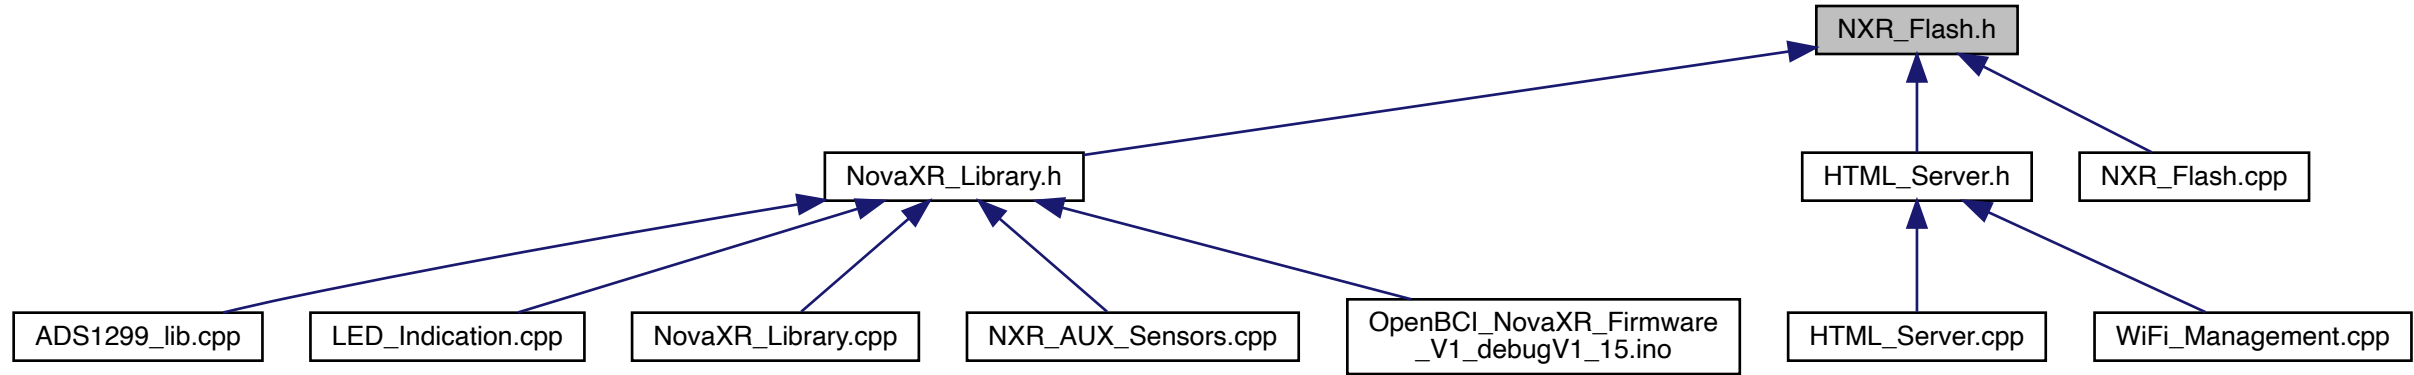 NXR_Flash.h
NovaXR_Library.h
HTML_Server.h
NXR_Flash.cpp
ADS1299_lib.cpp
LED_Indication.cpp
NovaXR_Library.cpp
NXR_AUX_Sensors.cpp
OpenBCI_NovaXR_Firmware
_V1_debugV1_15.ino
HTML_Server.cpp
WiFi_Management.cpp